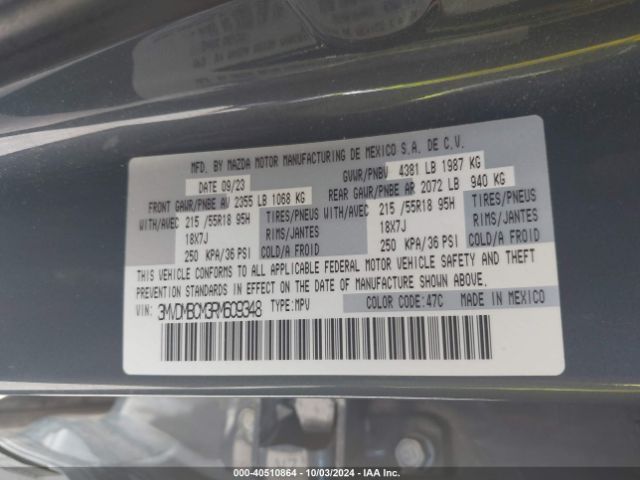 MFD. BY MAZDA MOTOR MANUFACTURING DE MEXICO S.A. DE C.V.
DATE 09/23 GVWR/PNBV 4381 LB 1987 KG
FRONT GAWR/PNBE AV 2355 LB 1068 KG REAR GAWR/PNBE AR 2072 LB 940 KG
WITH/AVEC 215 /55R18 95H TIRES/PNEUS WITH/AVEC 215 /55R18 95H TIRES/PNEUS
18X7J RIMS/JANTES 18X7J RIMS/JANTES
250 KPA/36 PSI COLD/A FROID 250 KPA/36 PSI COLD/A FROID
THIS VEHICLE CONFORMS TO ALL APPLICABLE FEDERAL MOTOR VEHICLE SAFETY AND THEFT
PREVENTION STANDARDS IN EFFECT ON THE DATE OF MANUFACTURE SHOWN ABOVE.
VIN: 3MVDMBCM3RM609348 TYPE:MPV COLOR CODE:47C MADE IN MEXICO
000-40510864 - 10/03/2024 - IAA Inc.